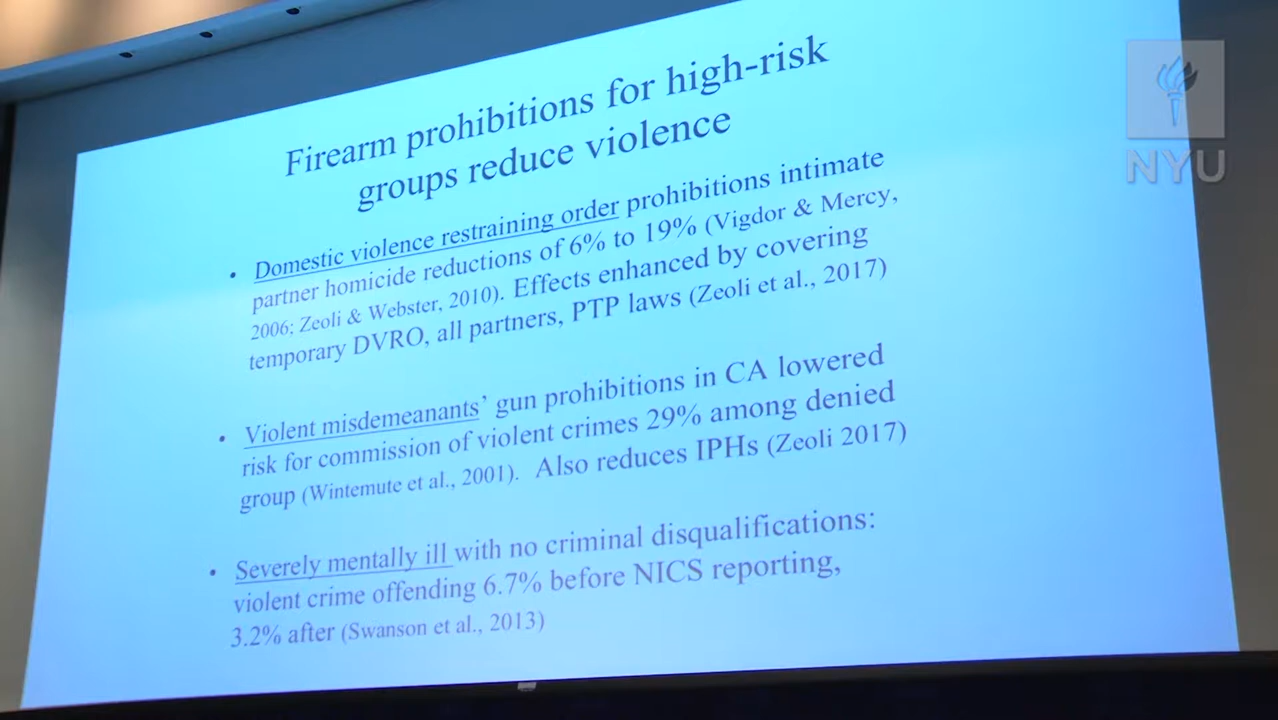 Firearm prohibitions for high-risk
groups reduce violence
• Domestic violence restraining order prohibitions intimate
partner homicide reductions of 6% to 19% (Vigdor & Mercy,
2006; Zeoli & Webster, 2010). Effects enhanced by covering
temporary DVRO, all partners, PTP laws (Zeoli et al., 2017)
• Violent misdemeanants’ gun prohibitions in CA lowered
risk for commission of violent crimes 29% among denied
group (Wintemute et al., 2001). Also reduces IPHs (Zeoli 2017)
• Severely mentally ill with no criminal disqualifications:
violent crime offending 6.7% before NICS reporting,
3.2% after (Swanson et al., 2013)
NYU